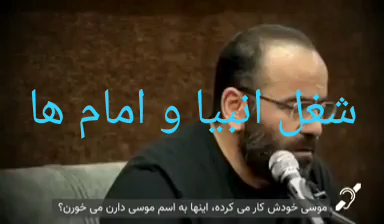 شغل انبیا و امام ها
موسی خودش کار می کرده، اینها به اسم موسی دارن می خورن؟